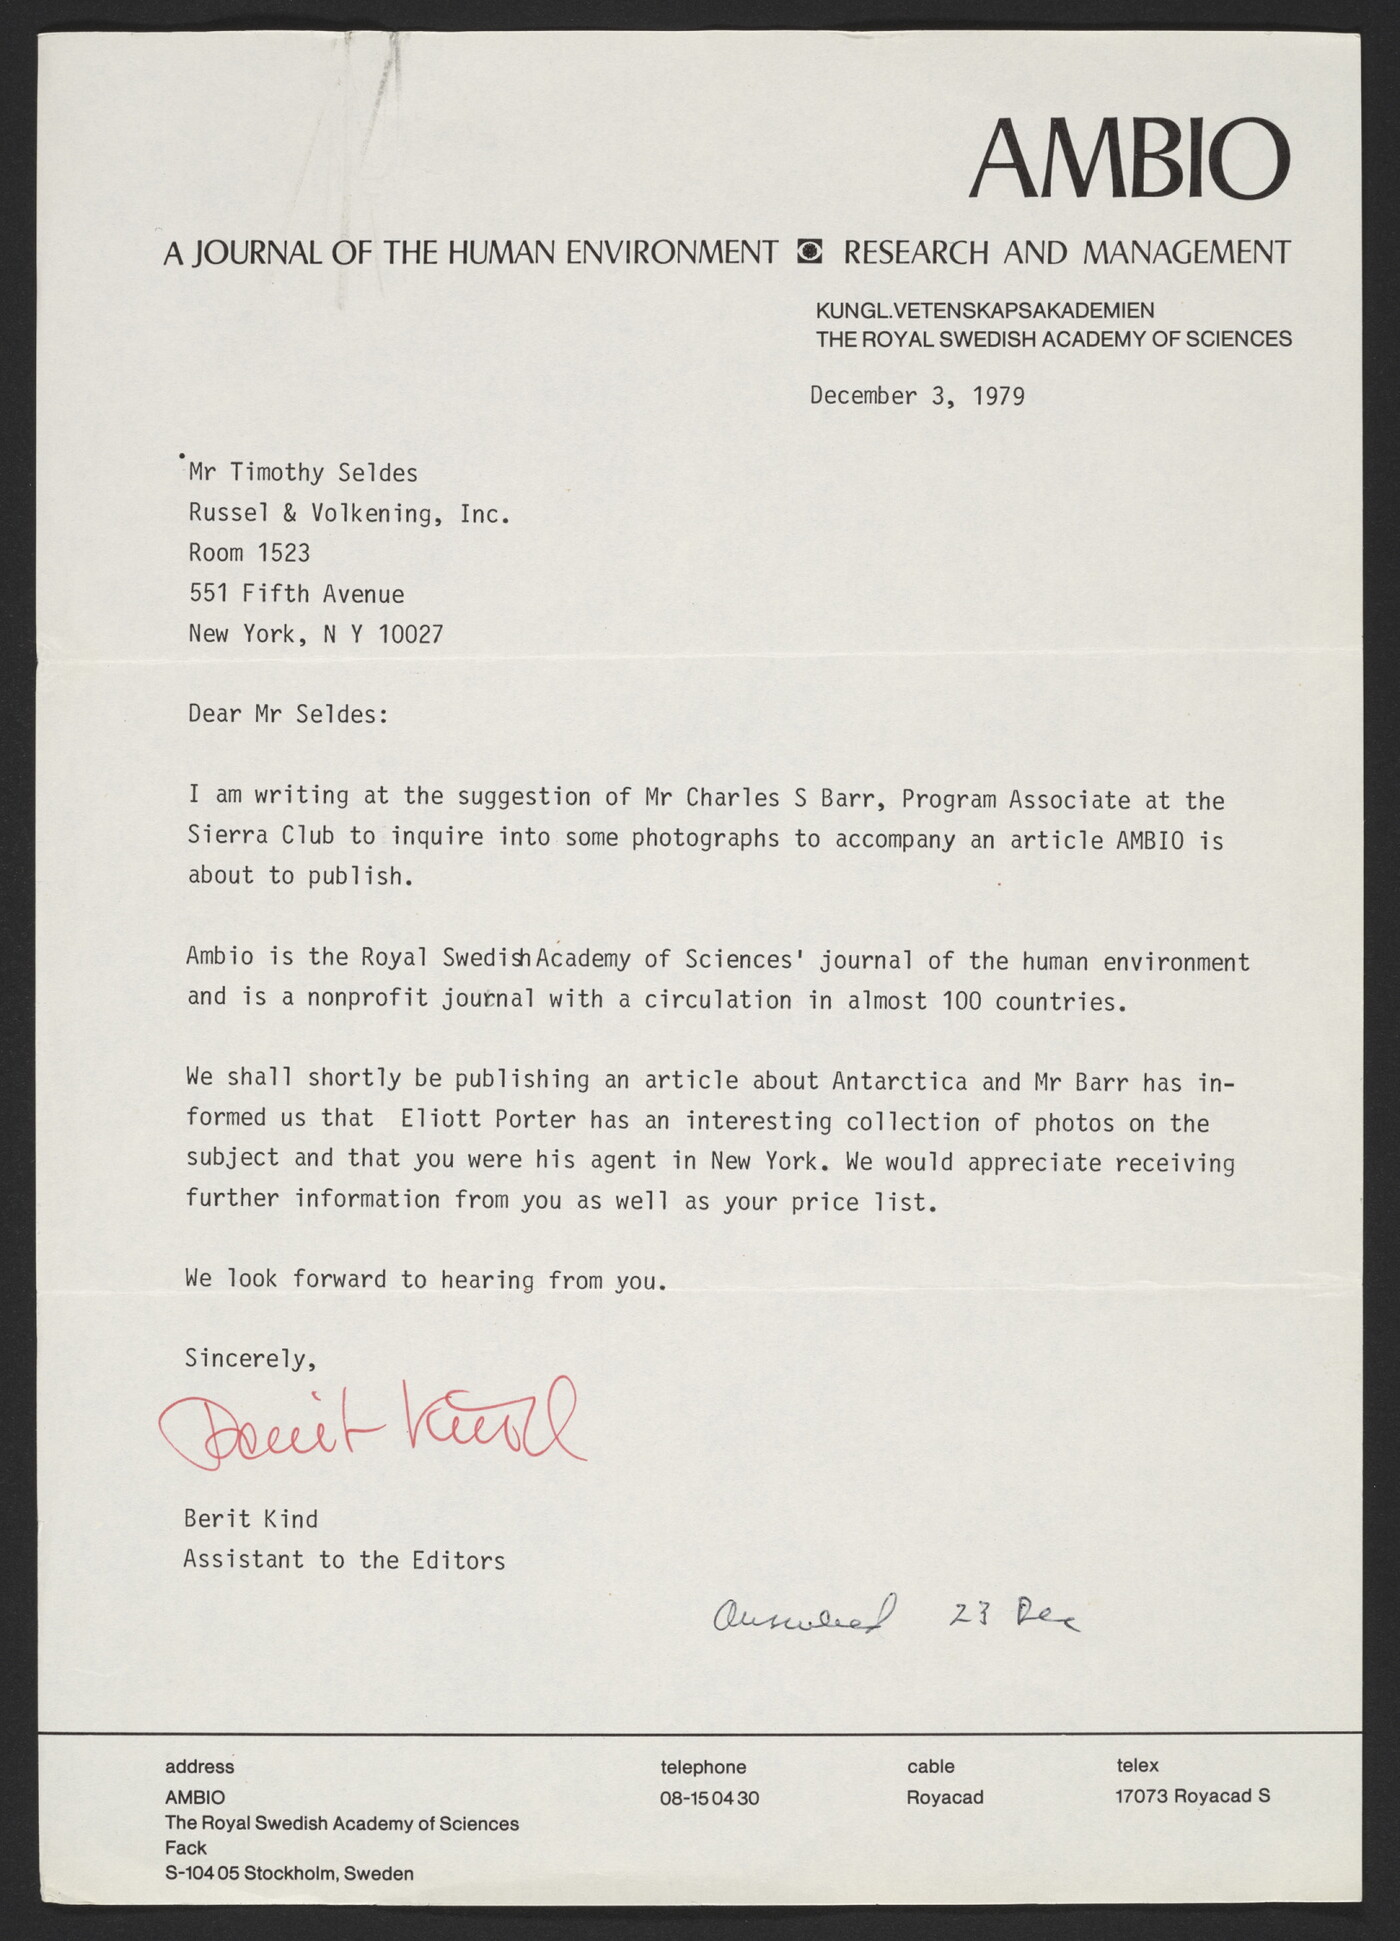 AMBIO
A JOURNAL OF THE HUMAN ENVIRONMENT RESEARCH AND MANAGEMENT
KUNGL.VETENSKAPSAKADEMIEN
THE ROYAL SWEDISH ACADEMY OF SCIENCES
December 3, 1979
Mr Timothy Seldes
Russel & Volkening, Inc.
Room 1523
551 Fifth Avenue
New York, N Y 10027
Dear Mr Seldes:
I am writing at the suggestion of Mr Charles S Barr, Program Associate at the
Sierra Club to inquire into some photographs to accompany an article AMBIO is
about to publish.
Ambio is the Royal Swedish Academy of Sciences' journal of the human environment
and is a nonprofit journal with a circulation in almost 100 countries.
We shall shortly be publishing an article about Antarctica and Mr Barr has in-
formed us that Eliott Porter has an interesting collection of photos on the
subject and that you were his agent in New York. We would appreciate receiving
further information from you as well as your price list.
We look forward to hearing from you.
Sincerely,
Berit Kind
Berit Kind
Assistant to the Editors
Answered 23 Dec
address telephone cable telex
AMBIO 08-15 04 30 Royacad 17073 Royacad S
The Royal Swedish Academy of Sciences
Fack
S-104 05 Stockholm, Sweden